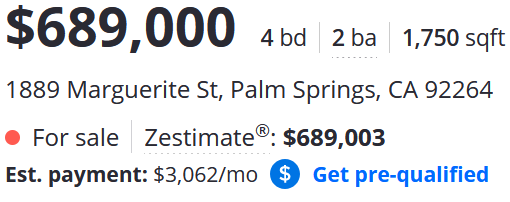 $689,000 4 bd 2 ba 1,750 sqft
1889 Marguerite St, Palm Springs, CA 92264
For sale Zestimate®: $689,003
Est. payment: $3,062/mo $ Get pre-qualified